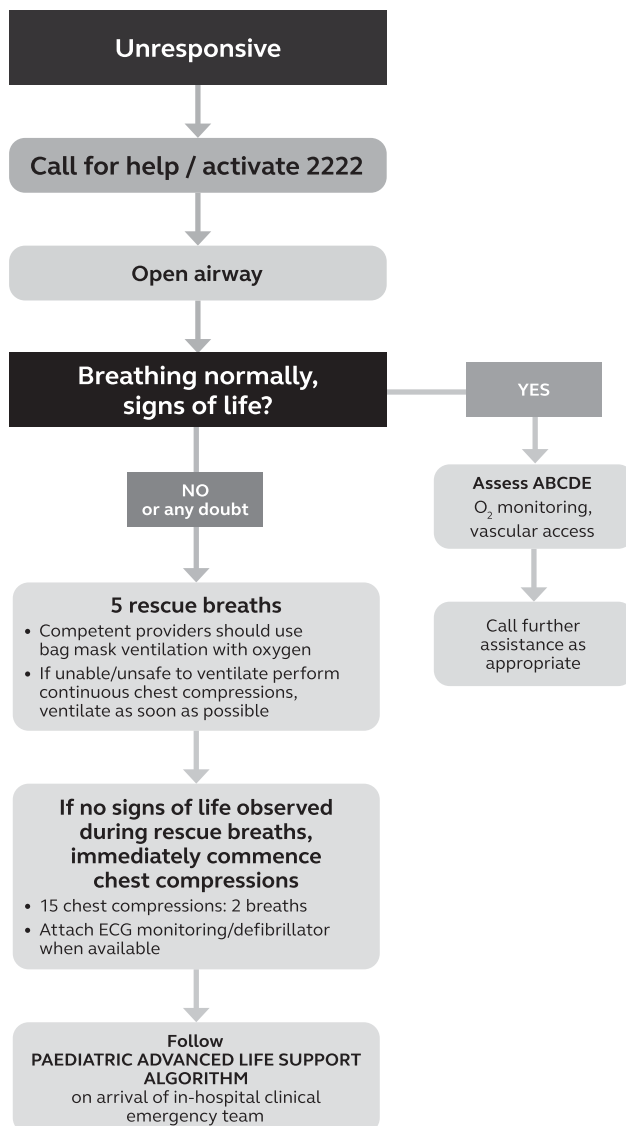 Unresponsive
Call for help / activate 2222
Open airway
Breathing normally,
signs of life?
YES
NO
or any doubt
Assess ABCDE
O₂ monitoring,
vascular access
Call further
assistance as
appropriate
5 rescue breaths
• Competent providers should use
bag mask ventilation with oxygen
• If unable/unsafe to ventilate perform
continuous chest compressions,
ventilate as soon as possible
If no signs of life observed
during rescue breaths,
immediately commence
chest compressions
• 15 chest compressions: 2 breaths
• Attach ECG monitoring/defibrillator
when available
Follow
PAEDIATRIC ADVANCED LIFE SUPPORT
ALGORITHM
on arrival of in-hospital clinical
emergency team